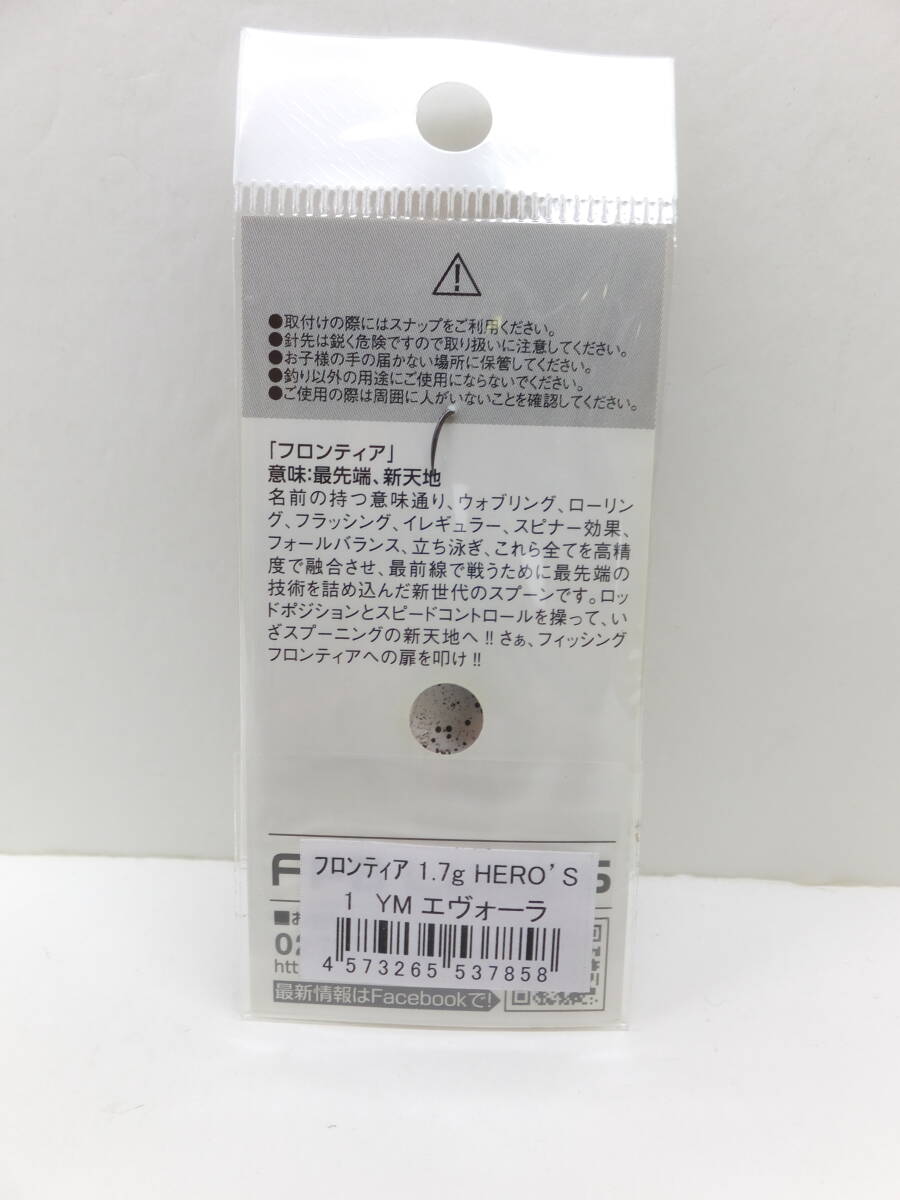 ●取付けの際にはスナップをご利用ください。
●針先は鋭く危険ですので取り扱いに注意してください。
●お子様の手の届かない場所に保管してください。
●釣り以外の用途にご使用にならないでください。
●ご使用の際は周囲に人がいないことを確認してください。
「フロンティア」
意味:最先端、新天地
名前の持つ意味通り、ウォブリング、ローリン
グ、フラッシング、イレギュラー、スピナー効果、
フォールバランス、立ち泳ぎ、これら全てを高精
度で融合させ、最前線で戦うために最先端の
技術を詰め込んだ新世代のスプーンです。ロッ
ドポジションとスピードコントロールを操って、い
ざスプーニングの新天地へ!!さぁ、フィッシング
フロンティアへの扉を叩け!!
フロンティア 1.7g HERO'S
1 YM エヴォーラ
4 573265 537858
最新情報はFacebookで!